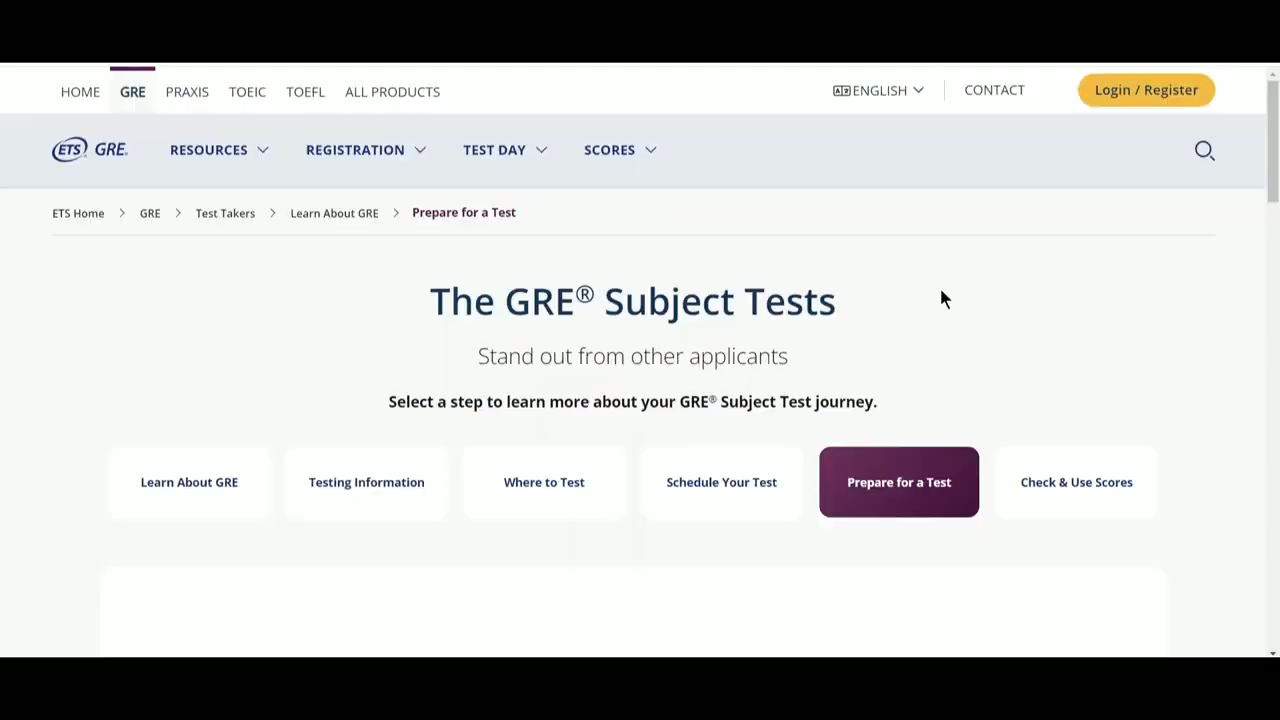 HOME GRE PRAXIS TOEIC TOEFL ALL PRODUCTS ENGLISH CONTACT Login / Register
ETS GRE® RESOURCES REGISTRATION TEST DAY SCORES
ETS Home > GRE > Test Takers > Learn About GRE > Prepare for a Test
The GRE® Subject Tests
Stand out from other applicants
Select a step to learn more about your GRE® Subject Test journey.
Learn About GRE Testing Information Where to Test Schedule Your Test Prepare for a Test Check & Use Scores